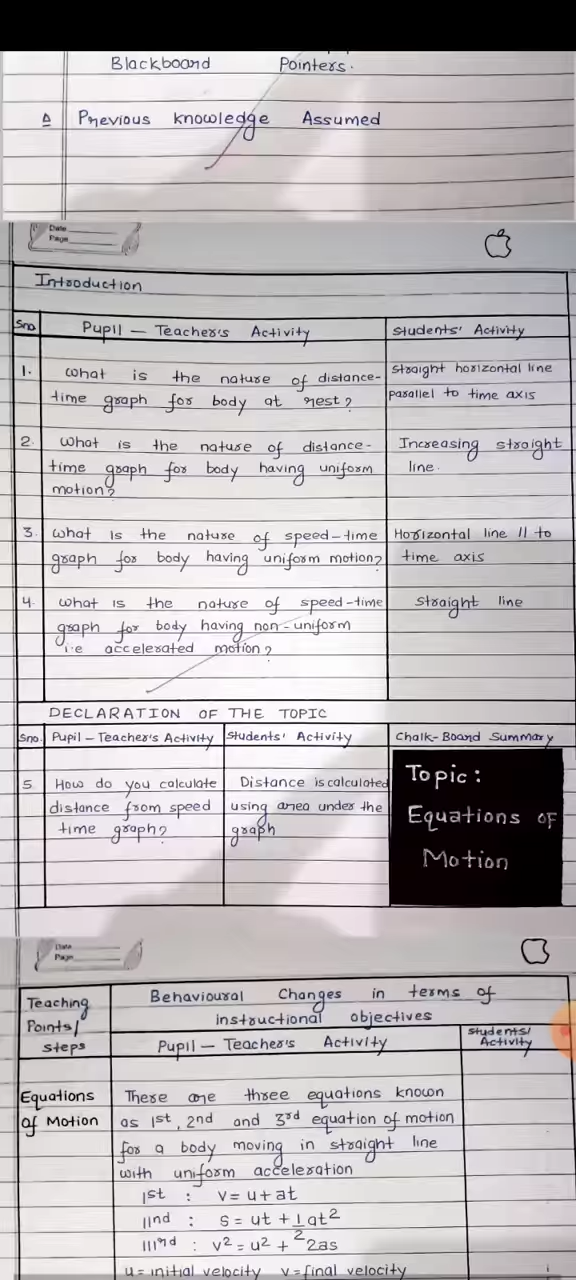 Blackboard Pointers.
Δ Previous knowledge Assumed
Date
Page
Introduction
Sno. Pupil - Teacher's Activity Students' Activity
1. What is the nature of distance- Straight horizontal line
time graph for body at rest? parallel to time axis
2. What is the nature of distance- Increasing straight
time graph for body having uniform line.
motion?
3. What is the nature of speed-time Horizontal line // to
graph for body having uniform motion? time axis
4. What is the nature of speed-time Straight line
graph for body having non-uniform
i.e accelerated motion?
DECLARATION OF THE TOPIC
Sno. Pupil-Teacher's Activity Students' Activity Chalk-Board Summary
5 How do you calculate Distance is calculated Topic:
distance from speed using area under the Equations of
time graph? graph Motion
Date
Page
Teaching Behavioural Changes in terms of
Points/ instructional objectives
steps Pupil - Teacher's Activity Students' Activity
Equations There are three equations known
of Motion as 1st, 2nd and 3rd equation of motion
for a body moving in straight line
with uniform acceleration
1st : v = u + at
IInd : s = ut + 1/2 at²
IIIrd : v² = u² + 2as
u = initial velocity v = final velocity